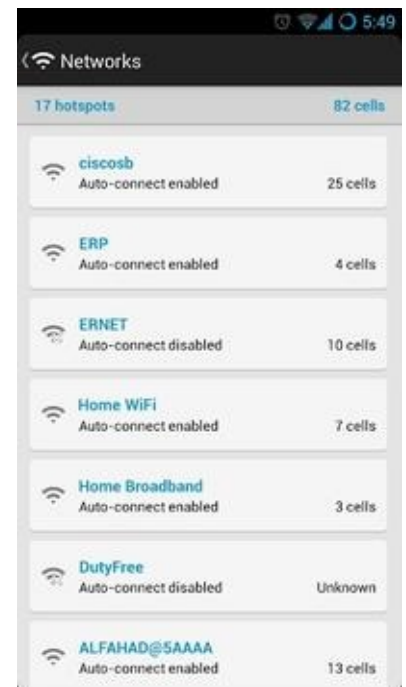 5:49
Networks
17 hotspots 82 cells
ciscosb
Auto-connect enabled 25 cells
ERP
Auto-connect enabled 4 cells
ERNET
Auto-connect disabled 10 cells
Home WiFi
Auto-connect enabled 7 cells
Home Broadband
Auto-connect enabled 3 cells
DutyFree
Auto-connect disabled Unknown
ALFAHAD@5AAAA
Auto-connect enabled 13 cells